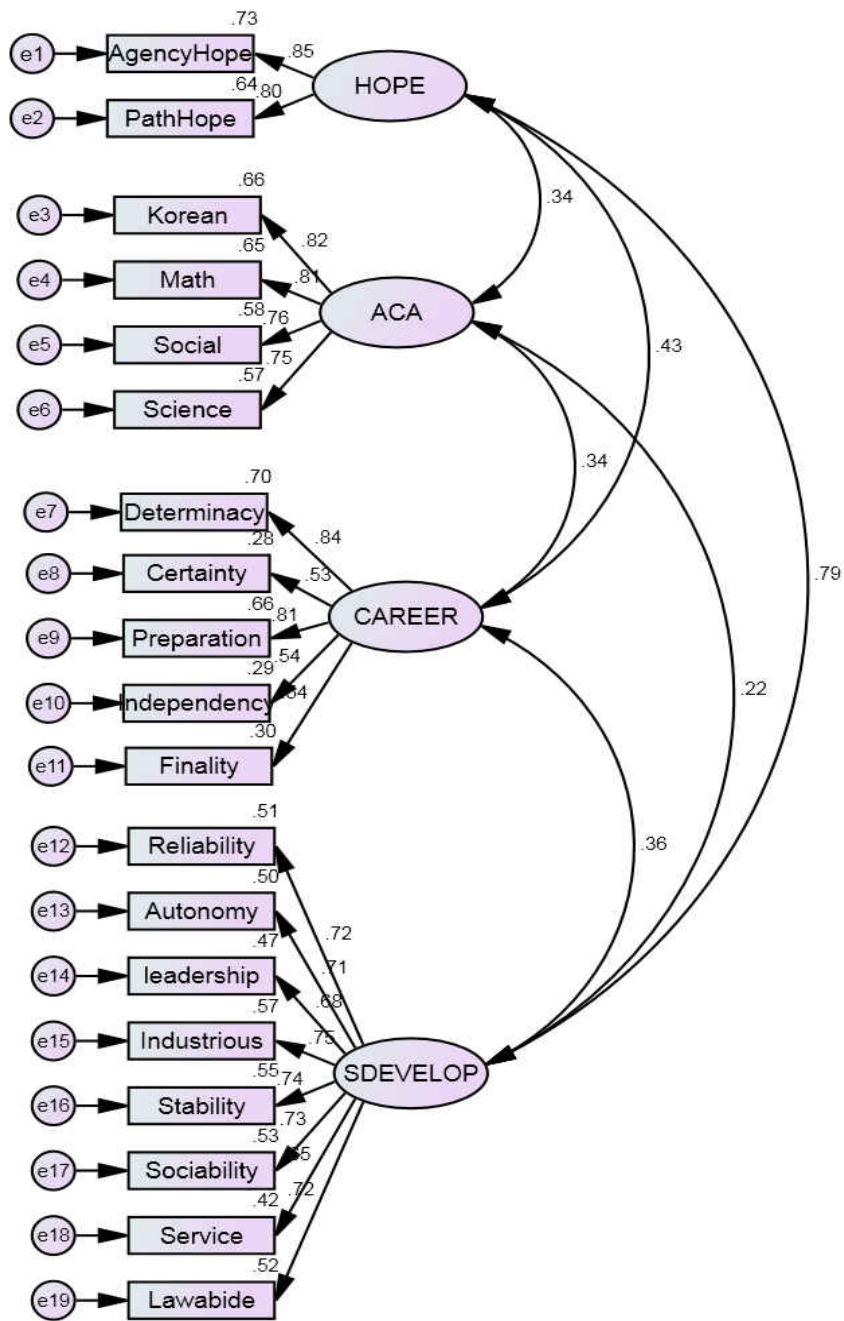 .73
e1 AgencyHope .85
HOPE
.64 .80
e2 PathHope
.66
e3 Korean
.34
.82
.65
e4 Math .81
ACA
.58 .76
e5 Social
.75
.43
.57
e6 Science
.34
.70
e7 Determinacy
.84
.28
e8 Certainty .53
.79
CAREER
.66 .81
e9 Preparation
.54
.29
e10 Independency
.22
.30
e11 Finality
.51
e12 Reliability
.36
.50
e13 Autonomy
.72
.47
e14 leadership
.71
.68
.57
e15 Industrious .75
SDEVELOP
.55 .74
e16 Stability
.73
.53
e17 Sociability
.72
.42
e18 Service
.52
e19 Lawabide